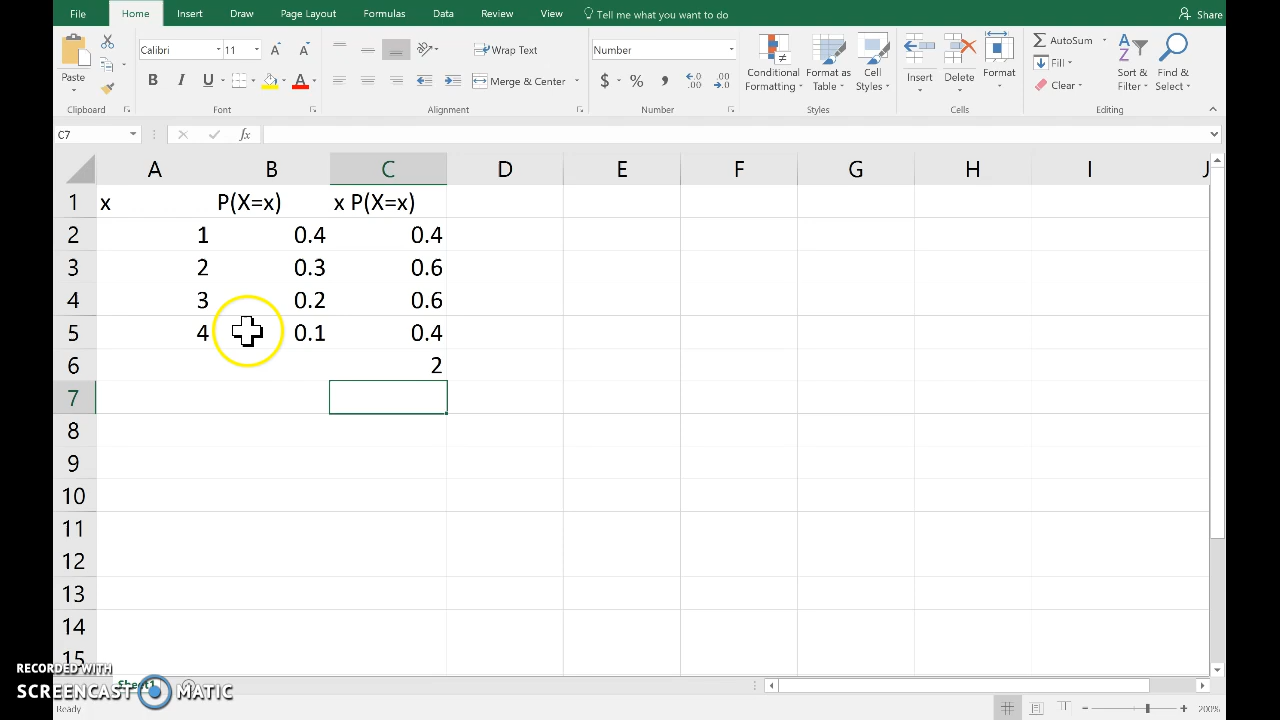 File Home Insert Draw Page Layout Formulas Data Review View Tell me what you want to do Share
Calibri 11 Wrap Text Number AutoSum
Paste B I U Merge & Center $ % Conditional Formatting Format as Table Cell Styles Insert Delete Format Fill Clear Sort & Filter Find & Select
Clipboard Font Alignment Number Styles Cells Editing
C7 fx
A B C D E F G H I J
1 x P(X=x) x P(X=x)
2 1 0.4 0.4
3 2 0.3 0.6
4 3 0.2 0.6
5 4 0.1 0.4
6 2
7
8
9
10
11
12
13
14
15
RECORDED WITH
SCREENCAST MATIC
Sheet1
Ready 200%